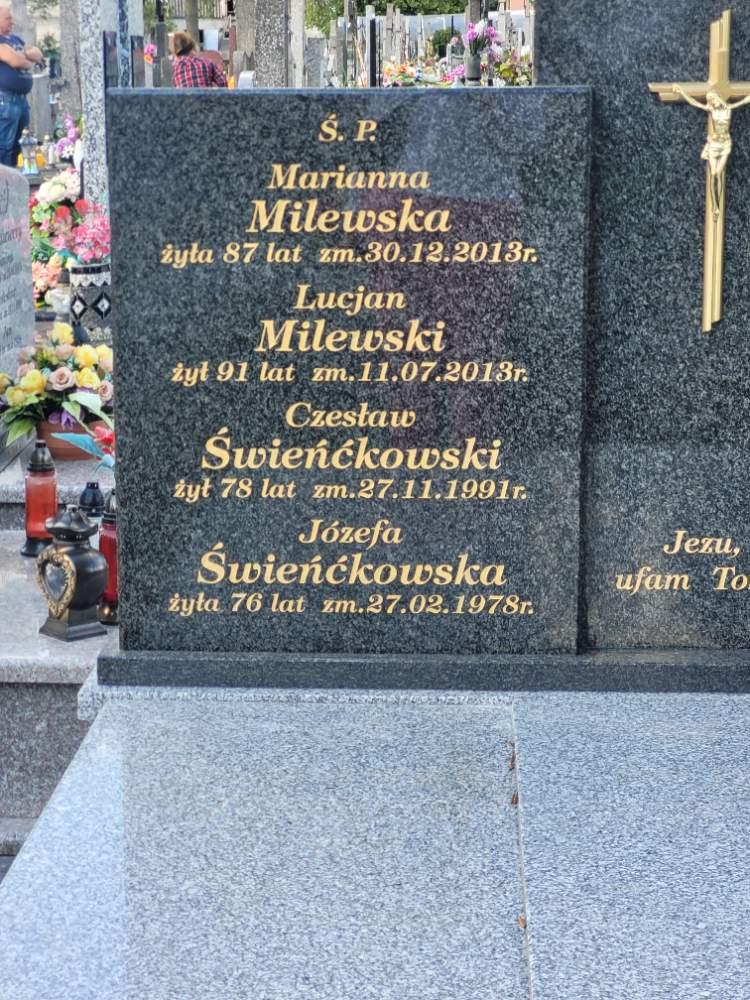 Ś. P.
Marianna
Milewska
żyła 87 lat zm.30.12.2013r.
Lucjan
Milewski
żył 91 lat zm.11.07.2013r.
Czesław
Świeńćkowski
żył 78 lat zm.27.11.1991r.
Józefa
Świeńćkowska
żyła 76 lat zm.27.02.1978r.
Jezu,
ufam To